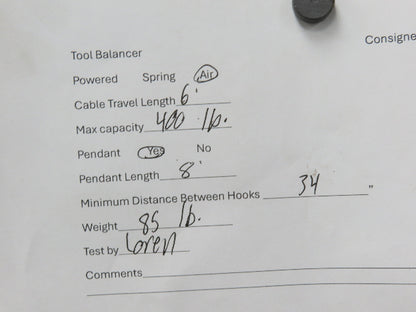 Consigne
Tool Balancer
Powered Spring Air
Cable Travel Length 6'
Max capacity 400 lb.
Pendant Yes No
Pendant Length 8'
Minimum Distance Between Hooks 34"
Weight 85 lb.
Test by Loren
Comments